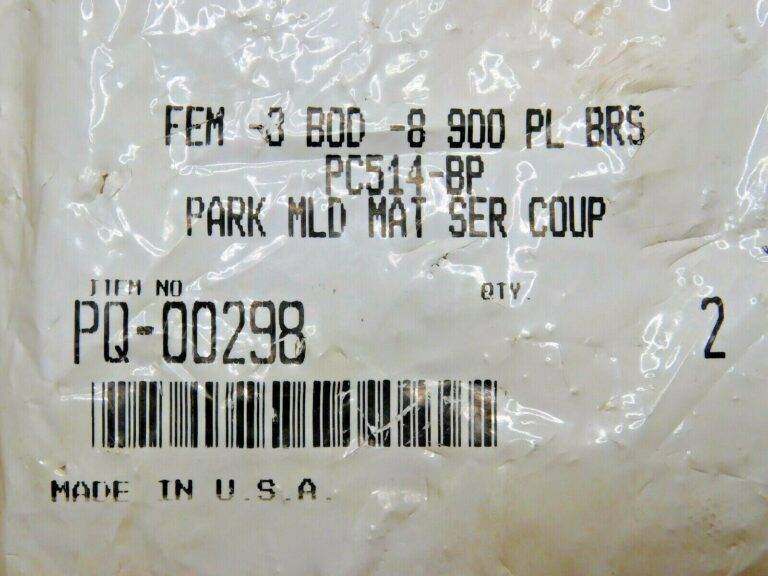 FEM -3 BOD -8 900 PL BRS
PC514-8P
PARK MLD MAT SER COUP
ITEM NO
QTY.
PQ-00298
2
MADE IN U.S.A.